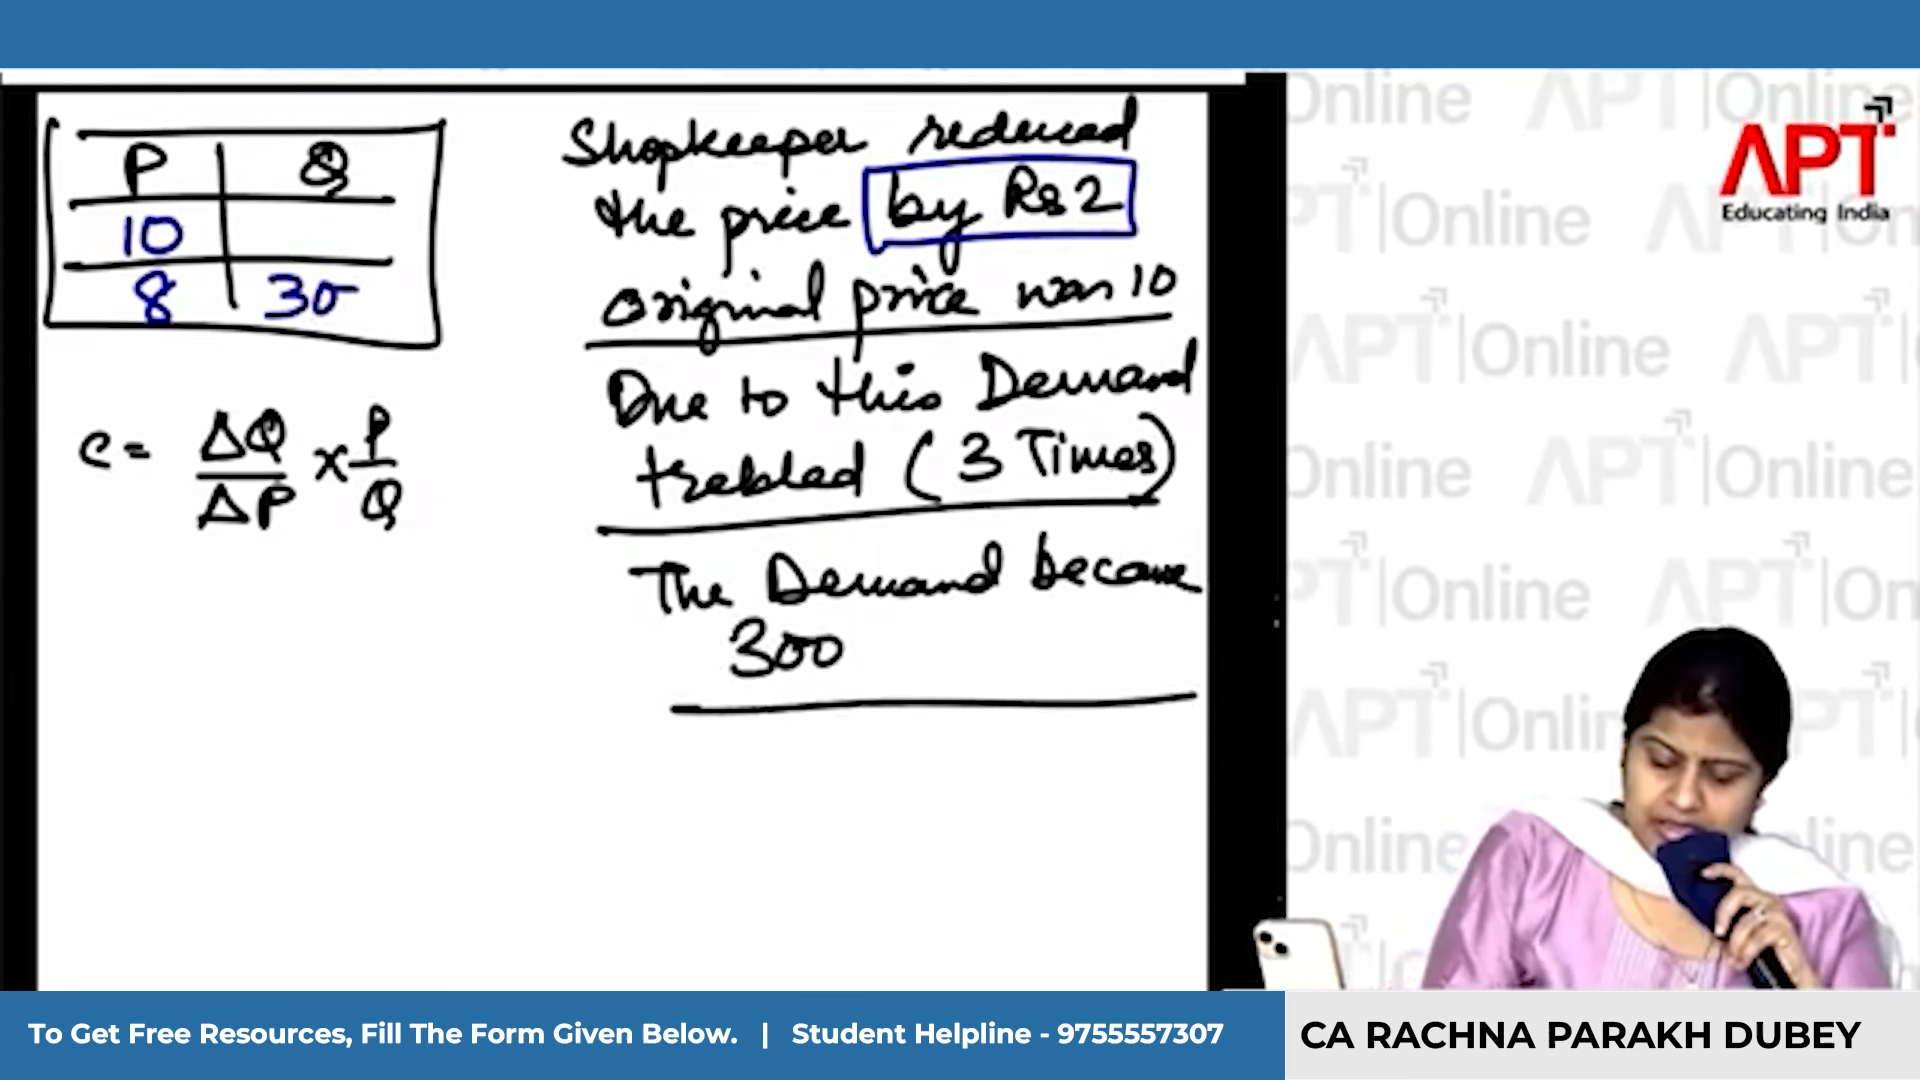 P Q
10
8 30
e = ΔQ/ΔP × P/Q
Shopkeeper reduced
the price by Rs 2
original price was 10
Due to this Demand
trebled (3 Times)
The Demand became
300
APT
Educating India
APT|Online
To Get Free Resources, Fill The Form Given Below. | Student Helpline - 9755557307
CA RACHNA PARAKH DUBEY